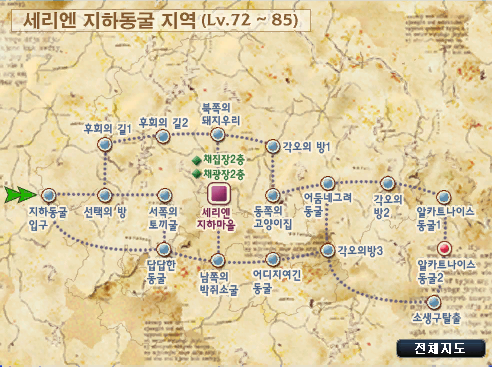 세리엔 지하동굴 지역 (Lv.72 ~ 85)
북쪽의
돼지우리
후회의 길1
후회의 길2
각오의 방1
채집장2층
채광장2층
지하동굴
입구
선택의 방
서쪽의
토끼굴
세리엔
지하마을
동쪽의
고양이집
어둠네그려
동굴
각오의
방2
알카트나이스
동굴1
답답한
동굴
남쪽의
박쥐소굴
어디지여긴
동굴
각오의방3
알카트나이스
동굴2
소생구탈출
전체지도